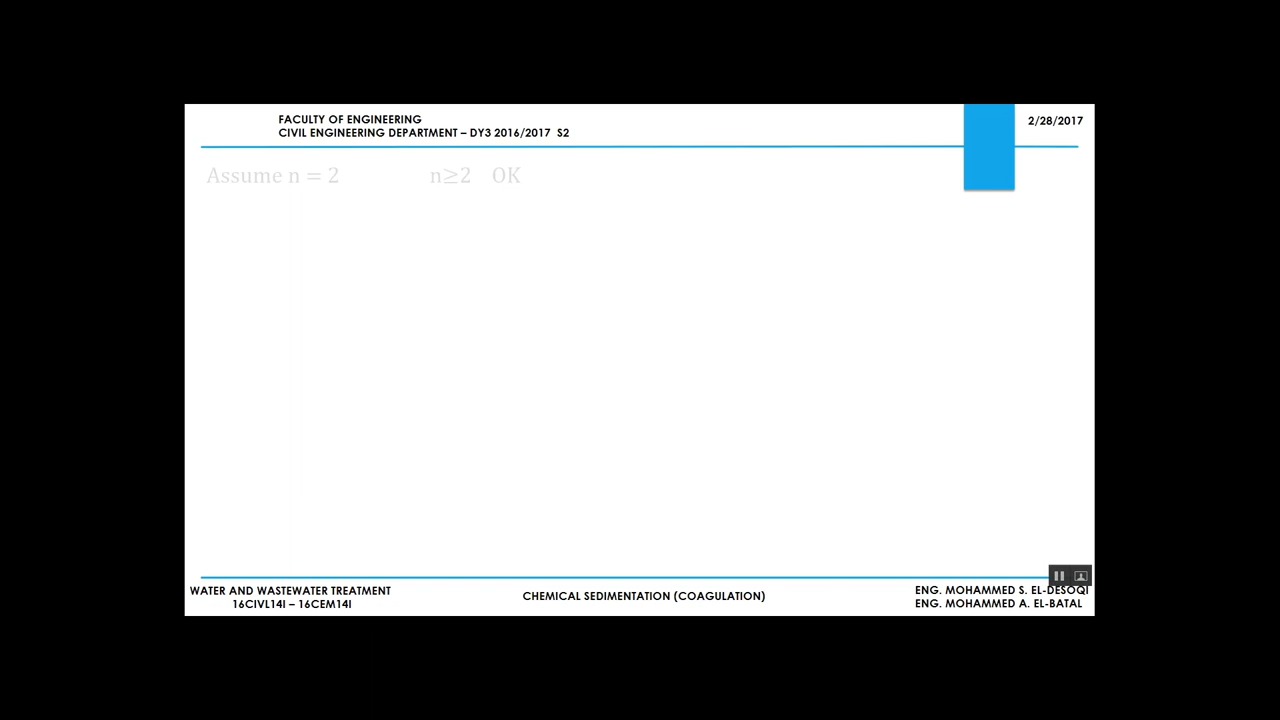 FACULTY OF ENGINEERING
CIVIL ENGINEERING DEPARTMENT – DY3 2016/2017 S2
2/28/2017
Assume n = 2 n≥2 OK
WATER AND WASTEWATER TREATMENT
16CIVL14I – 16CEM14I
CHEMICAL SEDIMENTATION (COAGULATION)
ENG. MOHAMMED S. EL-DESOQI
ENG. MOHAMMED A. EL-BATAL